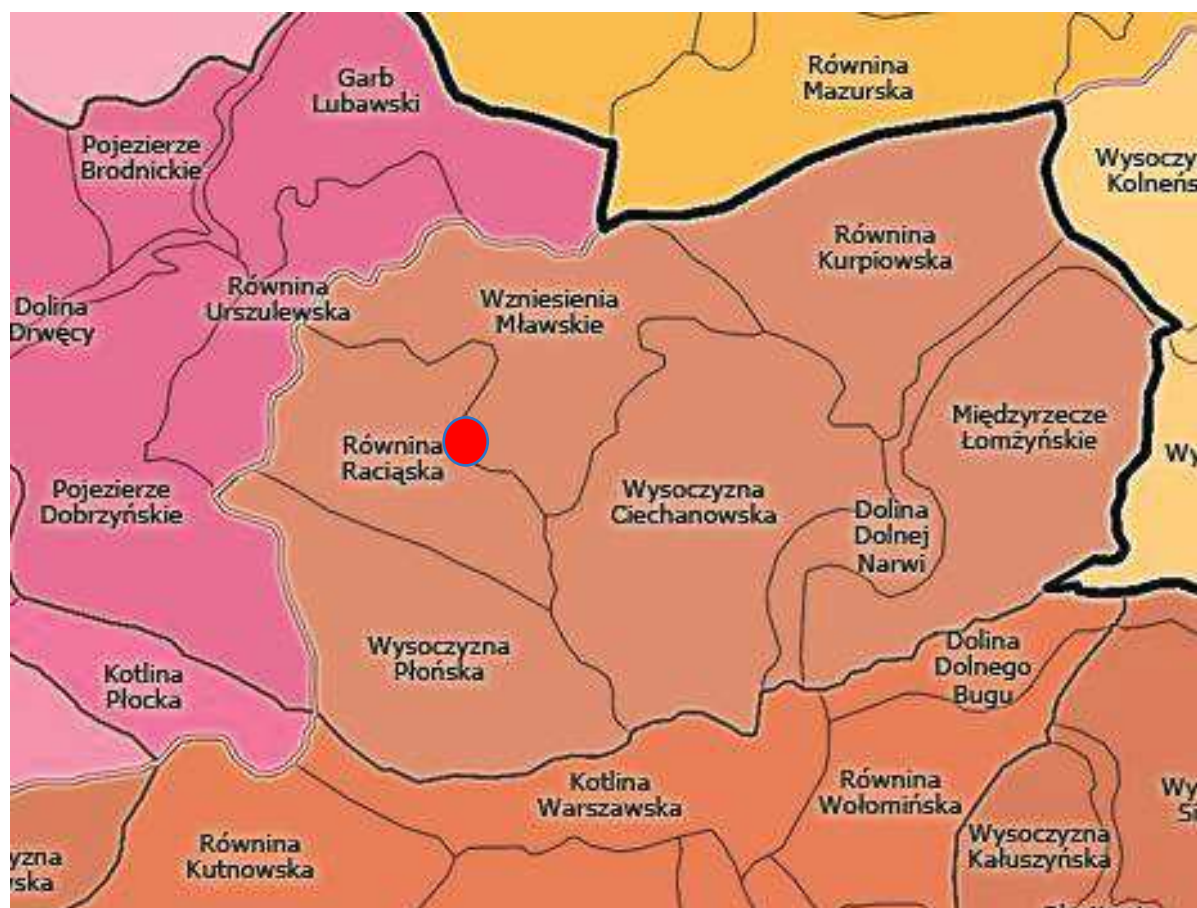 Garb
Lubawski
Równina
Mazurska
Pojezierze
Brodnickie
Wysoczy
Kolneńs
Równina
Kurpiowska
Równina
Urszulewska
Dolina
Drwęcy
Wzniesienia
Mławskie
Międzyrzecze
Łomżyńskie
Równina
Raciąska
Wy
Pojezierze
Dobrzyńskie
Wysoczyzna
Ciechanowska
Dolina
Dolnej
Narwi
Wysoczyzna
Płońska
Dolina
Dolnego
Bugu
Kotlina
Płocka
Kotlina
Warszawska
Równina
Wołomińska
Wy
Si
Równina
Kutnowska
Wysoczyzna
Kałuszyńska
yzna
ska